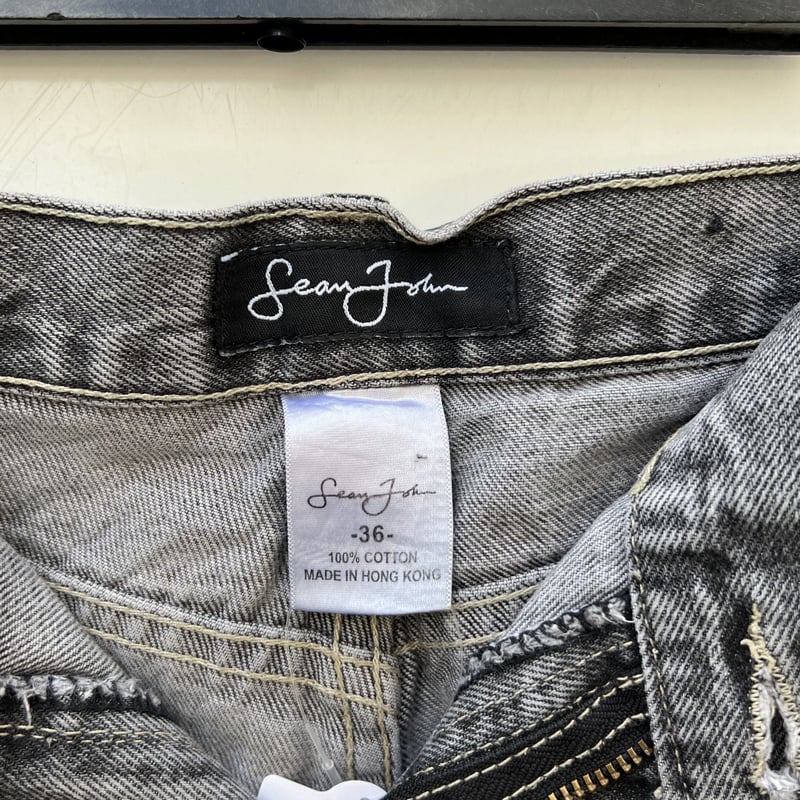 Sean John
Sean John
-36-
100% COTTON
MADE IN HONG KONG